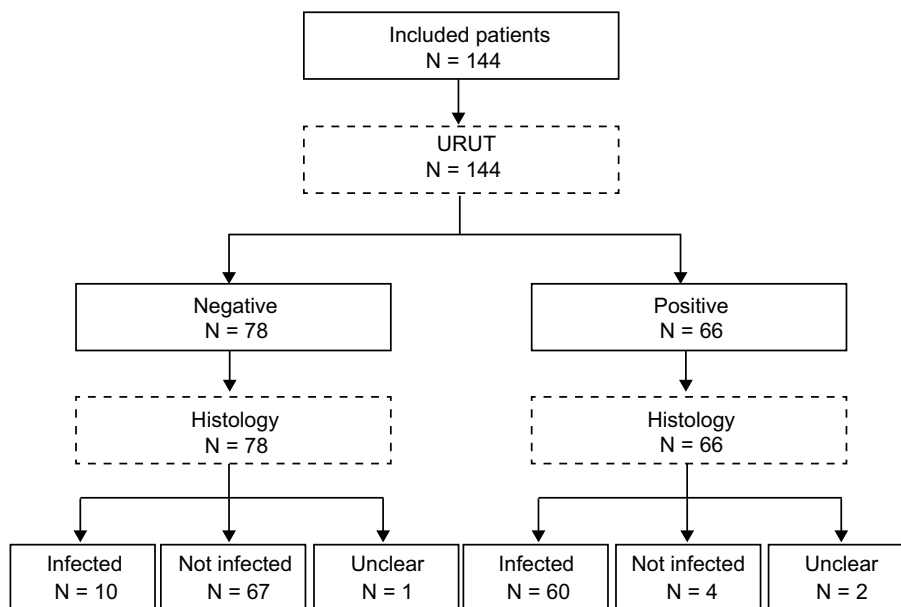 Included patients
N = 144
URUT
N = 144
Negative
N = 78
Positive
N = 66
Histology
N = 78
Histology
N = 66
Infected
N = 10
Not infected
N = 67
Unclear
N = 1
Infected
N = 60
Not infected
N = 4
Unclear
N = 2